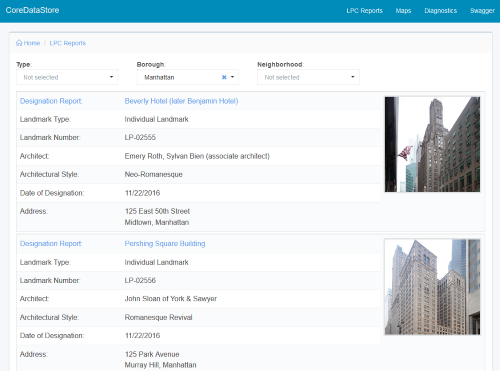 CoreDataStore
LPC Reports Maps Diagnostics Swagger
Home / LPC Reports
Type: Borough: Neighborhood:
Not selected Manhattan Not selected
Designation Report: Beverly Hotel (later Benjamin Hotel)
Landmark Type: Individual Landmark
Landmark Number: LP-02555
Architect: Emery Roth, Sylvan Bien (associate architect)
Architectural Style: Neo-Romanesque
Date of Designation: 11/22/2016
Address: 125 East 50th Street
Midtown, Manhattan
Designation Report: Pershing Square Building
Landmark Type: Individual Landmark
Landmark Number: LP-02556
Architect: John Sloan of York & Sawyer
Architectural Style: Romanesque Revival
Date of Designation: 11/22/2016
Address: 125 Park Avenue
Murray Hill, Manhattan